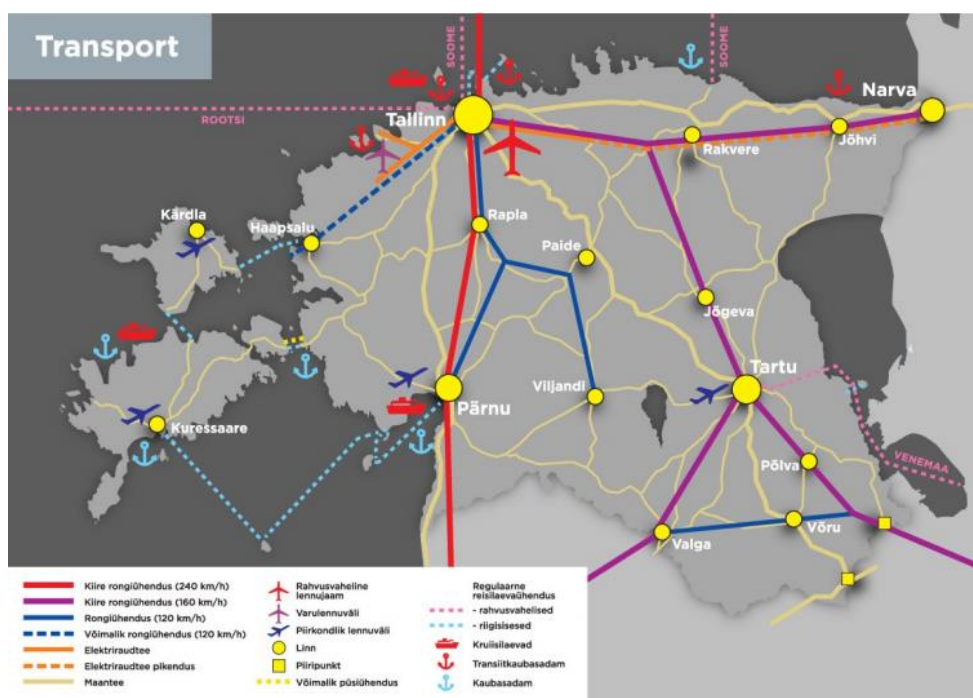 Transport
SOOME
SOOME
ROOTSI
Tallinn
Narva
Rakvere
Jõhvi
Kärdla
Haapsalu
Rapla
Paide
Jõgeva
Tartu
Viljandi
Pärnu
Kuressaare
Põlva
VENEMAA
Võru
Valga
Kiire rongiühendus (240 km/h)
Kiire rongiühendus (160 km/h)
Rongiühendus (120 km/h)
Võimalik rongiühendus (120 km/h)
Elektriraudtee
Elektriraudtee pikendus
Maantee
Rahvusvaheline
lennujaam
Varulennuväli
Piirkondlik lennuväli
Linn
Piiripunkt
Võimalik püsiühendus
Regulaarne
reisilaevaühendus
- rahvusvahelised
- riigisisesed
Kruiisilaevad
Transiitkaubasadam
Kaubasadam